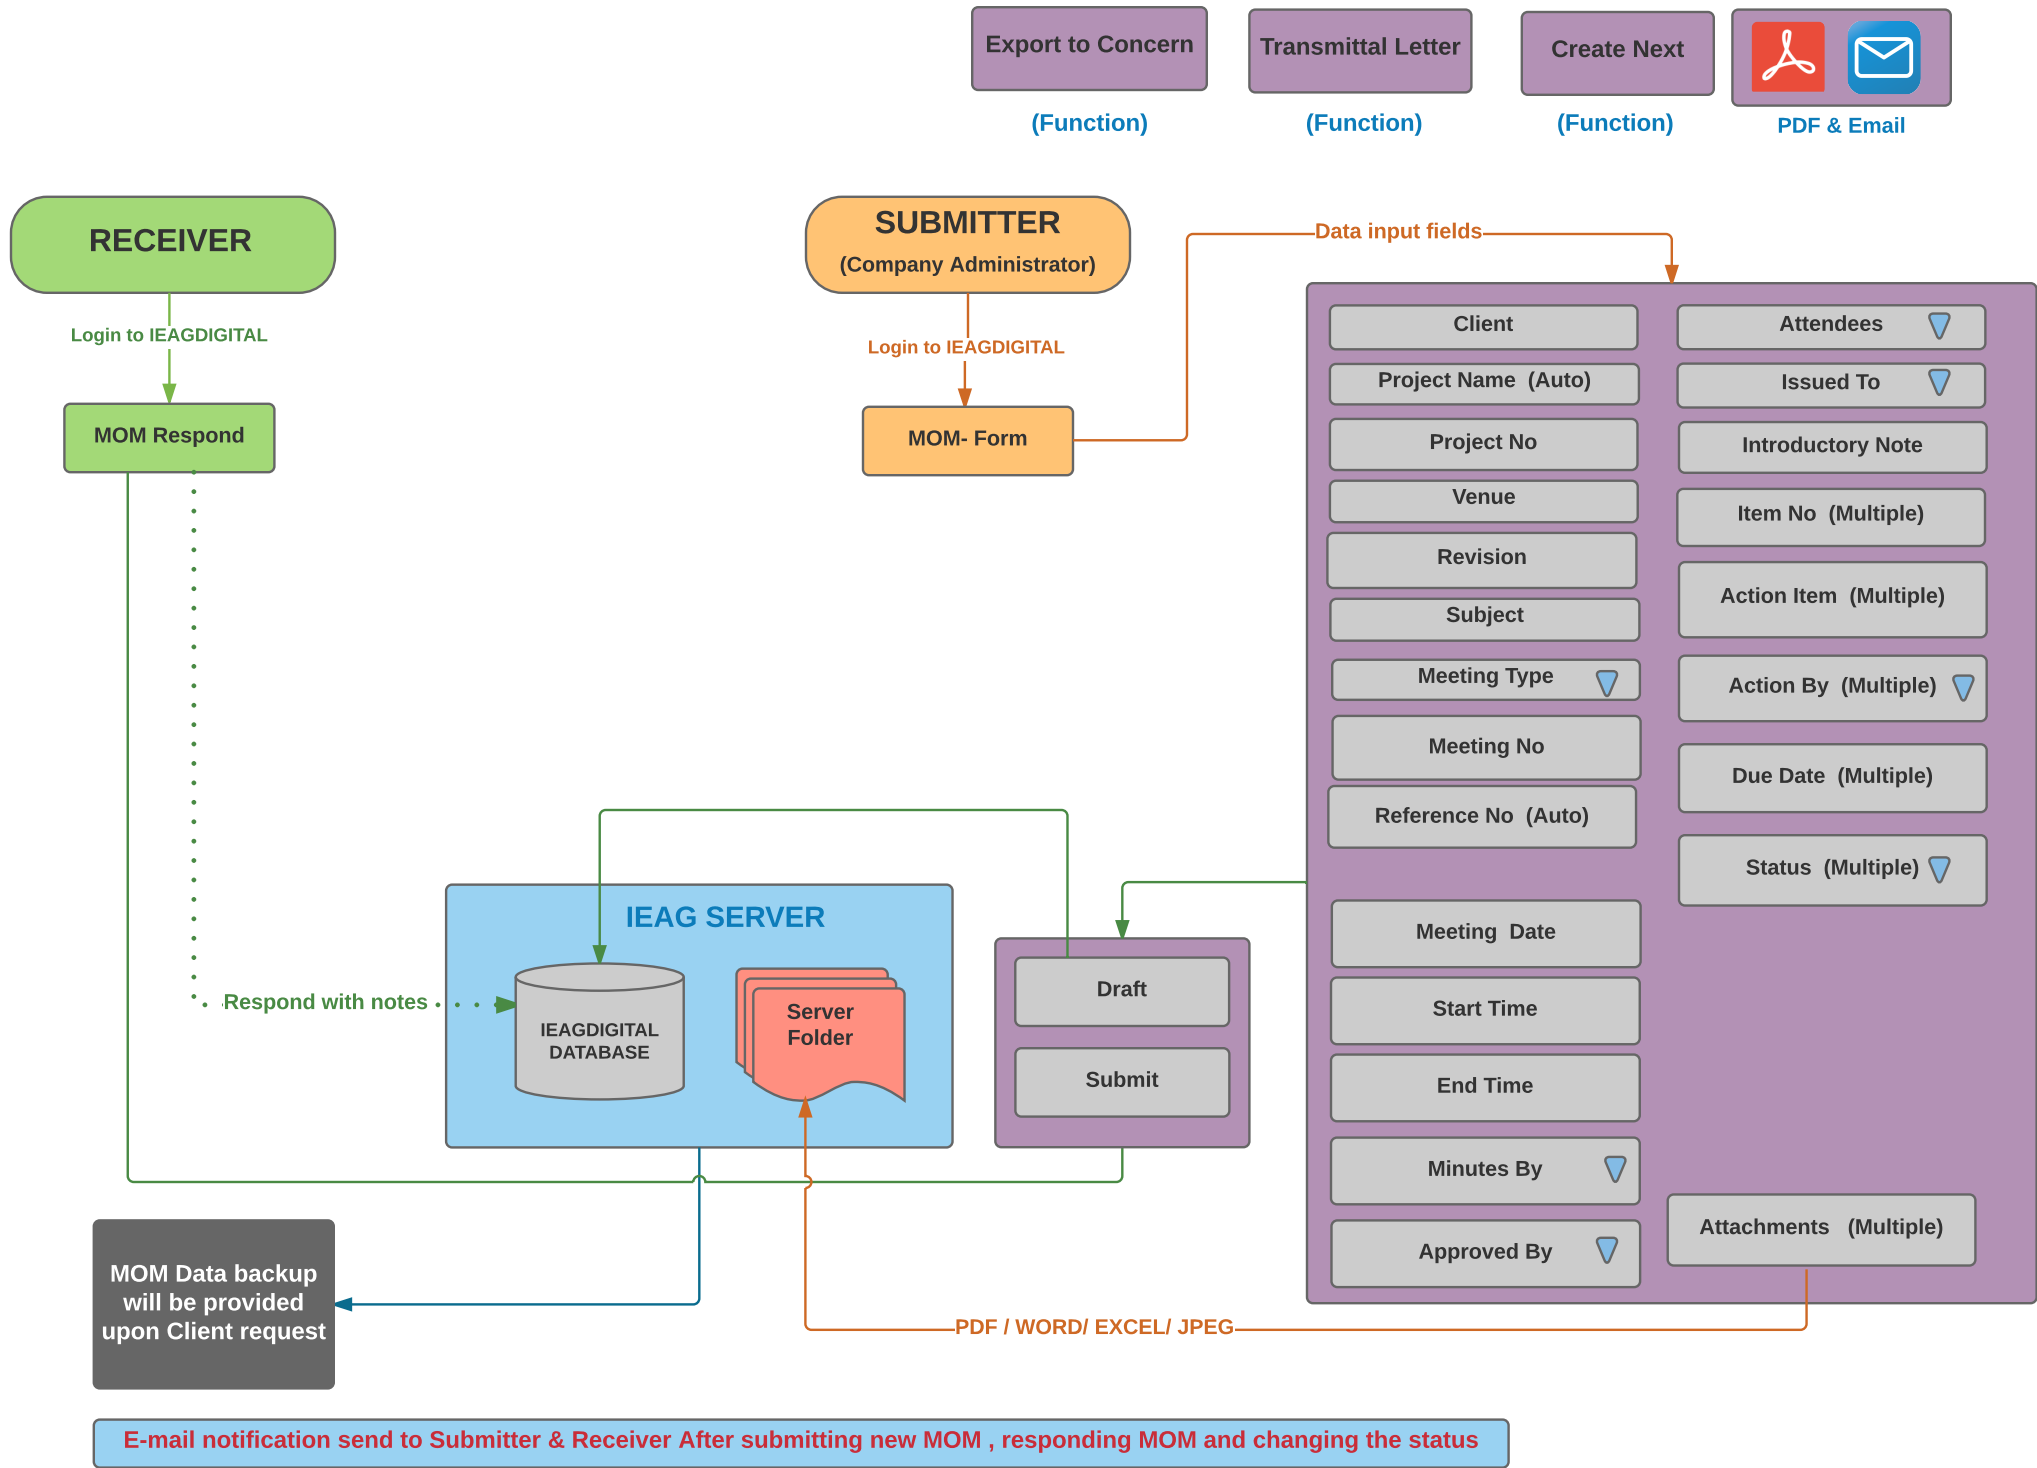 Export to Concern
Transmittal Letter
Create Next
(Function)
(Function)
(Function)
PDF & Email
RECEIVER
SUBMITTER
(Company Administrator)
Data input fields
Login to IEAGDIGITAL
Login to IEAGDIGITAL
MOM Respond
MOM- Form
Client
Project Name  (Auto)
Project No
Venue
Revision
Subject
Meeting Type
Meeting No
Reference No  (Auto)
Meeting  Date
Start Time
End Time
Minutes By
Approved By
Attendees
Issued To
Introductory Note
Item No  (Multiple)
Action Item  (Multiple)
Action By  (Multiple)
Due Date  (Multiple)
Status  (Multiple)
Attachments   (Multiple)
IEAG SERVER
Respond with notes
IEAGDIGITAL
DATABASE
Server
Folder
Draft
Submit
MOM Data backup
will be provided
upon Client request
PDF / WORD/ EXCEL/ JPEG
E-mail notification send to Submitter & Receiver After submitting new MOM , responding MOM and changing the status